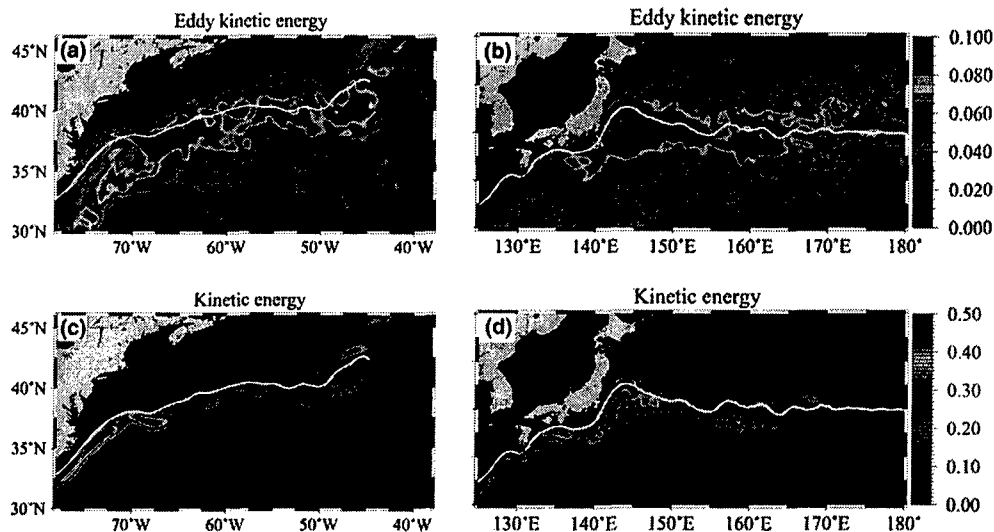 Eddy kinetic energy
Eddy kinetic energy
(a)
(b)
45°N
40°N
35°N
30°N
70°W 60°W 50°W 40°W
130°E 140°E 150°E 160°E 170°E 180°
0.100
0.080
0.060
0.040
0.020
0.000
Kinetic energy
Kinetic energy
(c)
(d)
45°N
40°N
35°N
30°N
70°W 60°W 50°W 40°W
130°E 140°E 150°E 160°E 170°E 180°
0.50
0.40
0.30
0.20
0.10
0.00